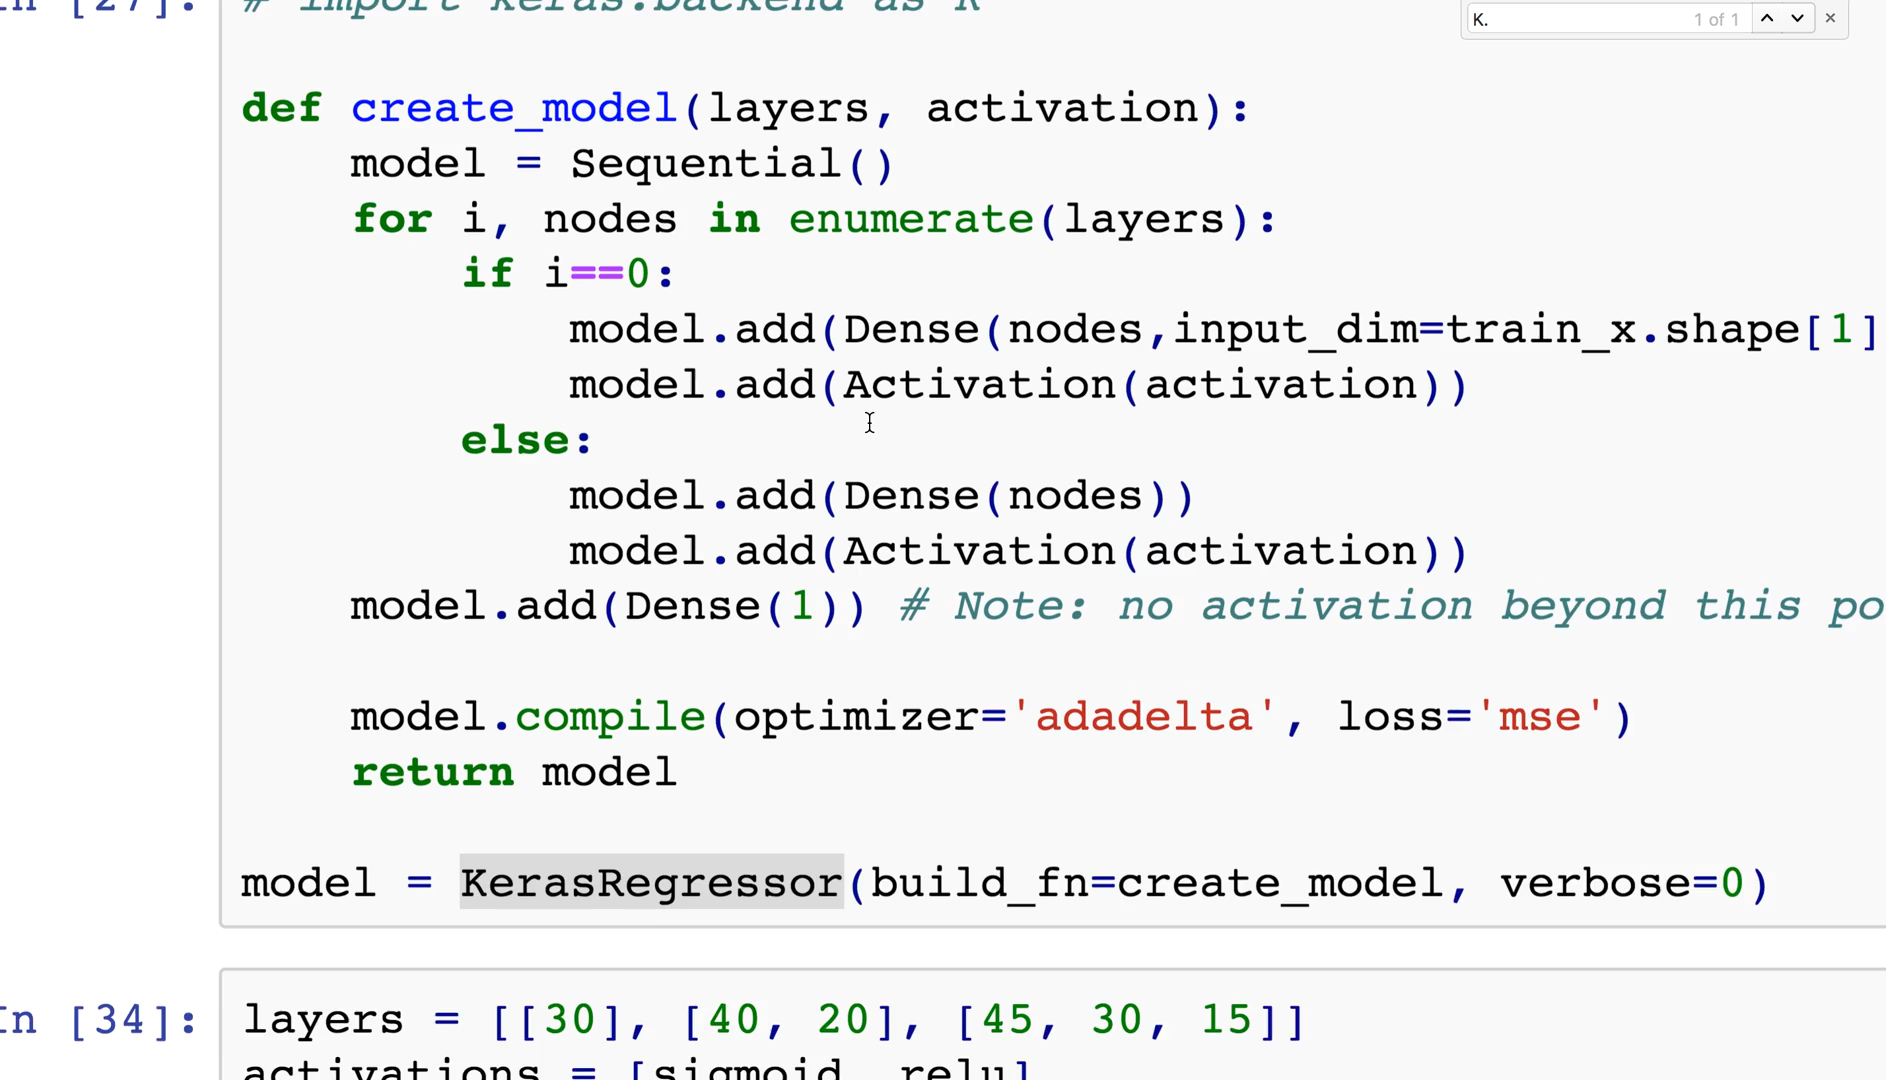 # import keras.backend as K
K. 1 of 1
def create_model(layers, activation):
    model = Sequential()
    for i, nodes in enumerate(layers):
        if i==0:
            model.add(Dense(nodes,input_dim=train_x.shape[1]
            model.add(Activation(activation))
        else:
            model.add(Dense(nodes))
            model.add(Activation(activation))
    model.add(Dense(1)) # Note: no activation beyond this po
    model.compile(optimizer='adadelta', loss='mse')
    return model
model = KerasRegressor(build_fn=create_model, verbose=0)
In [34]: layers = [[30], [40, 20], [45, 30, 15]]
activations = [sigmoid, relu]